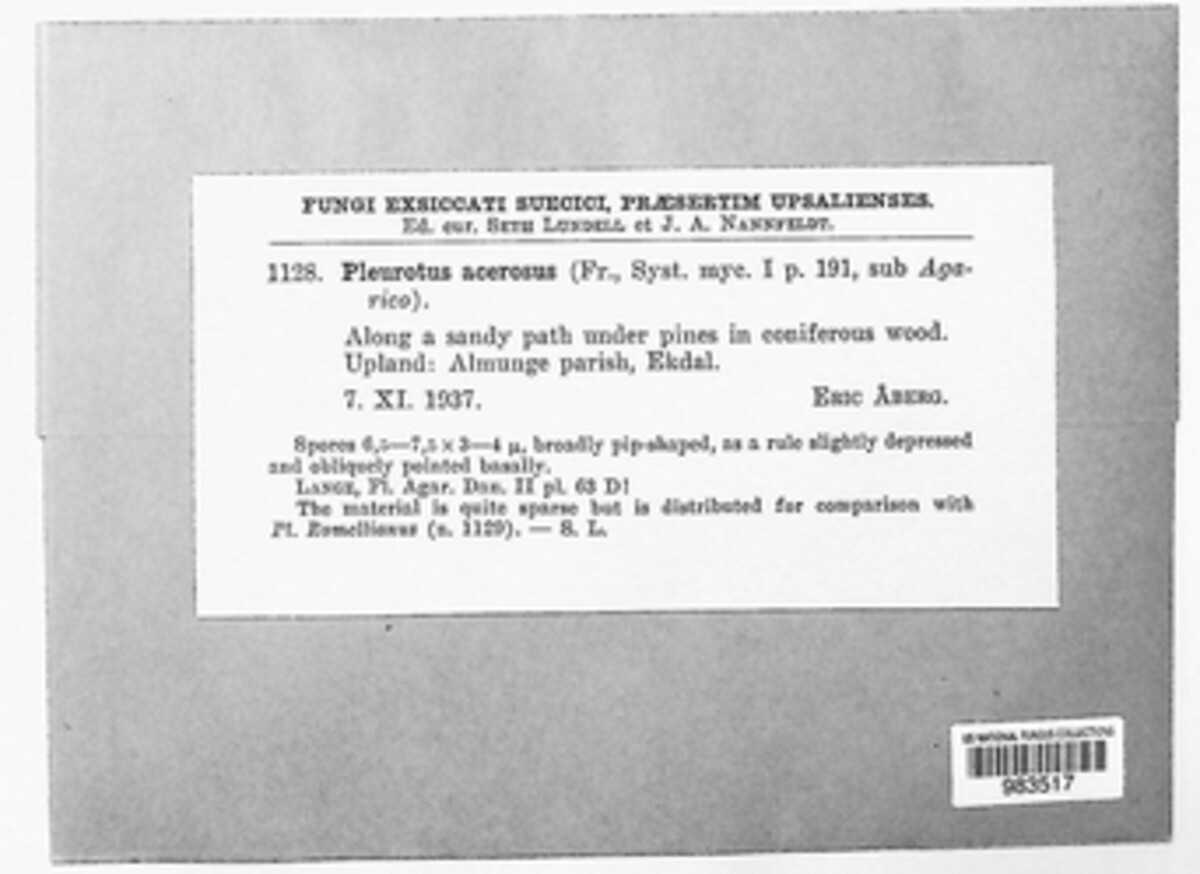 FUNGI EXSICCATI SUECICI, PRÆSERTIM UPSALIENSES.
Ed. cur. SETH LUNDELL et J. A. NANNFELDT.
1128. Pleurotus acerosus (Fr., Syst. myc. I p. 191, sub Aga-
rico).
Along a sandy path under pines in coniferous wood.
Upland: Almunge parish, Ekdal.
7. XI. 1937. ERIC ÅBERG.
Spores 6,5—7,5 × 3—4 μ, broadly pip-shaped, as a rule slightly depressed
and obliquely pointed basally.
LANGE, Fl. Agar. Dan. II pl. 63 D!
The material is quite sparse but is distributed for comparison with
Pl. Romellianus (n. 1129). — S. L.
US NATIONAL FUNGUS COLLECTIONS
983517